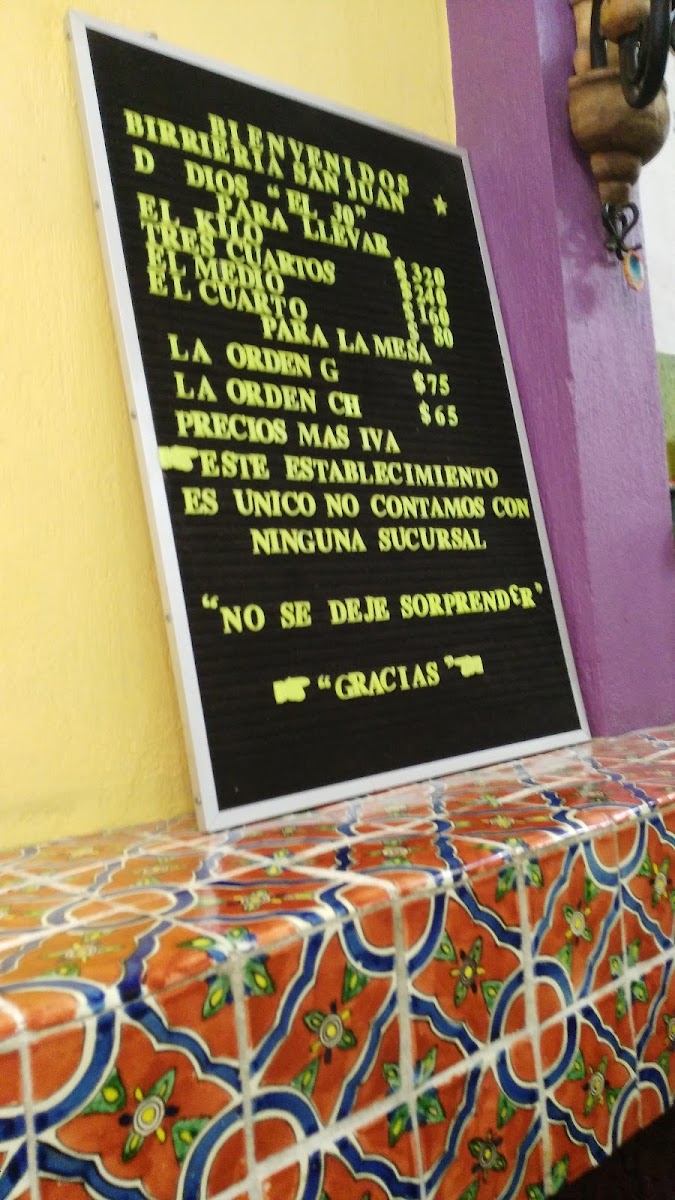 BIENVENIDOS
BIRRIERIA SAN JUAN
D DIOS "EL JO"
PARA LLEVAR
EL KILO $320
TRES CUARTOS $240
EL MEDIO $160
EL CUARTO $ 80
PARA LA MESA
LA ORDEN G $75
LA ORDEN CH $65
PRECIOS MAS IVA
ESTE ESTABLECIMIENTO
ES UNICO NO CONTAMOS CON
NINGUNA SUCURSAL
"NO SE DEJE SORPRENDER"
"GRACIAS"